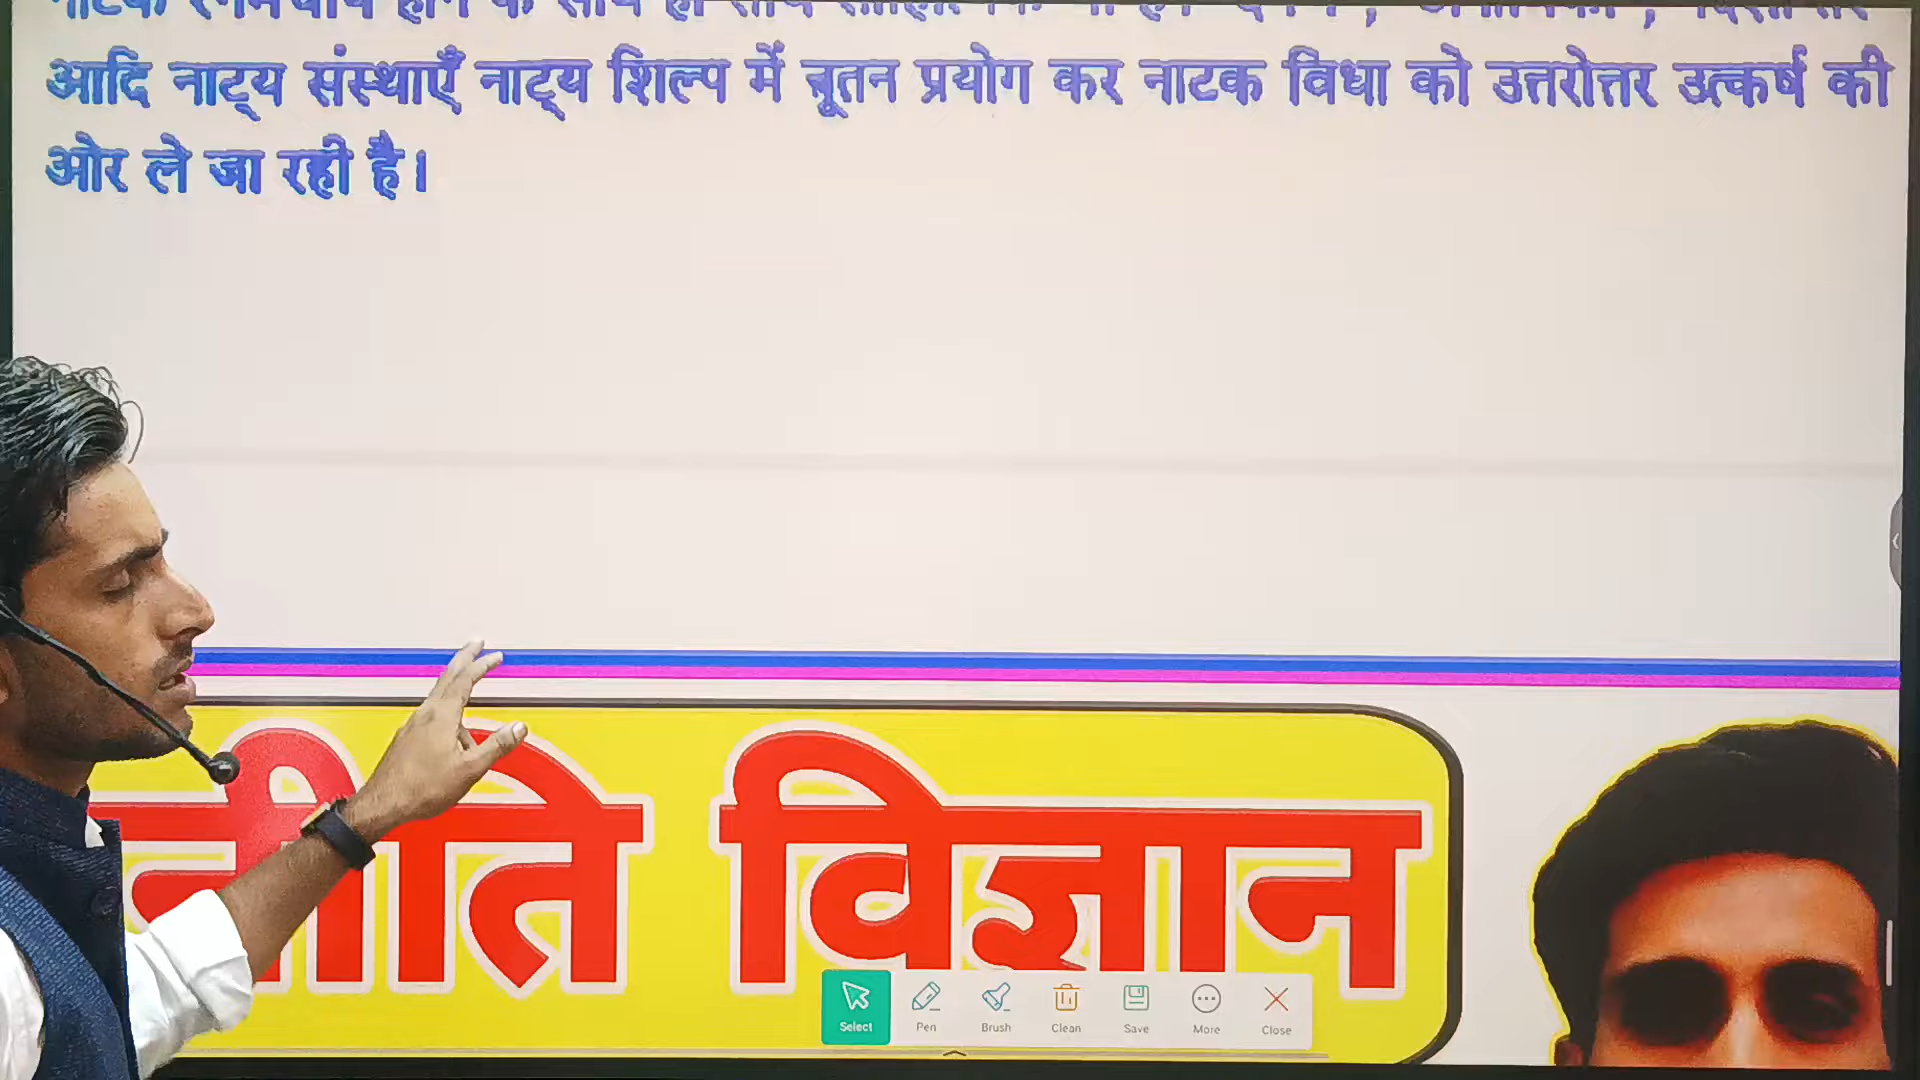 आदि नाट्य संस्थाएँ नाट्य शिल्प में नूतन प्रयोग कर नाटक विधा को उत्तरोत्तर उत्कर्ष की
ओर ले जा रही है।
नीति विज्ञान
Select Pen Brush Clean Save More Close